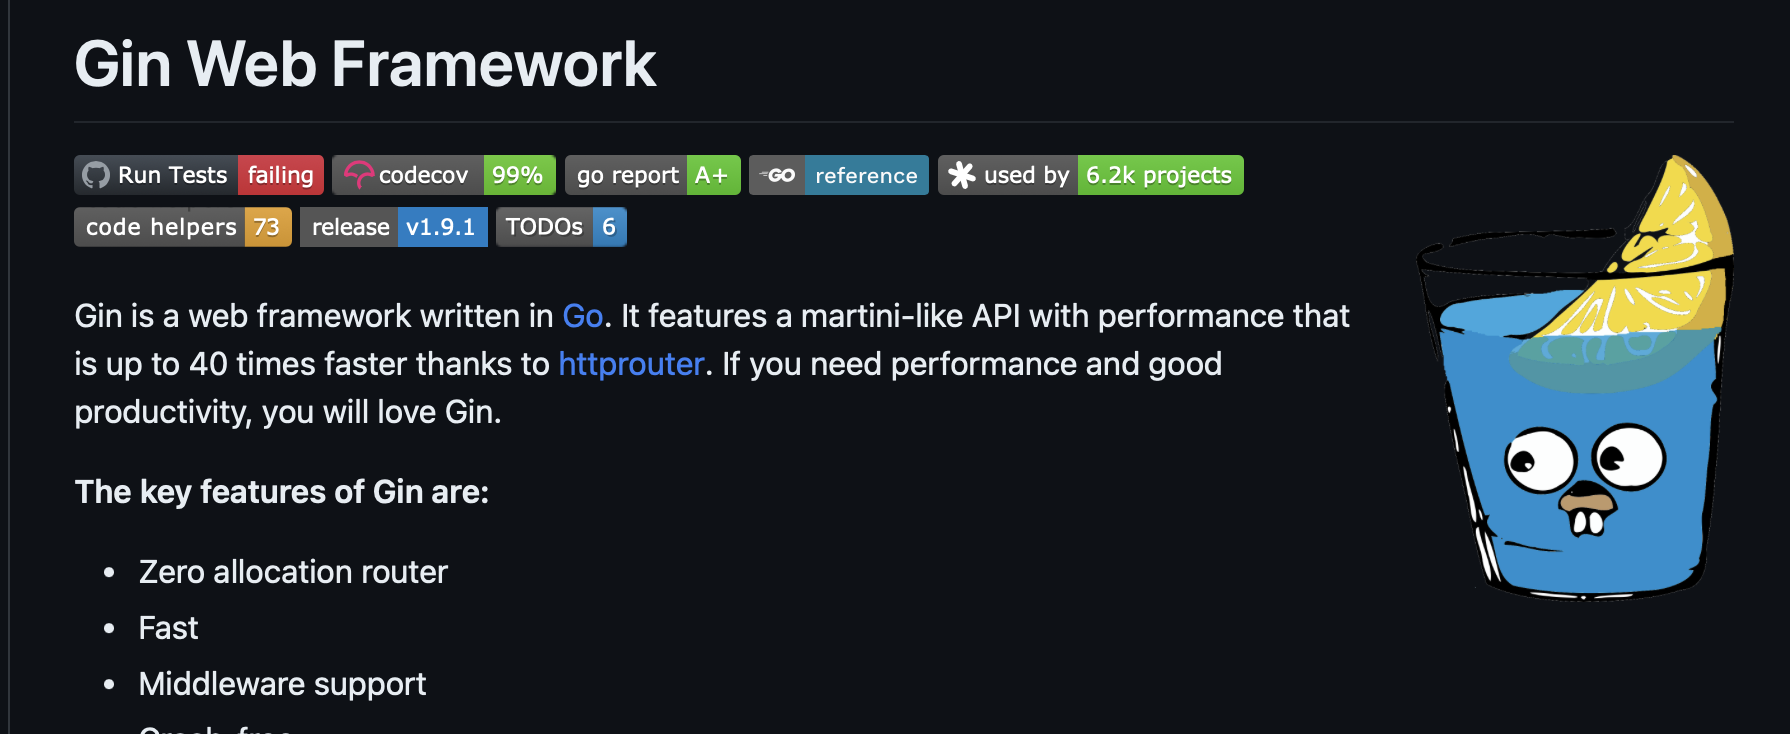 Gin Web Framework
Run Tests failing codecov 99% go report A+ GO reference used by 6.2k projects
code helpers 73 release v1.9.1 TODOs 6
Gin is a web framework written in Go. It features a martini-like API with performance that
is up to 40 times faster thanks to httprouter. If you need performance and good
productivity, you will love Gin.
The key features of Gin are:
• Zero allocation router
• Fast
• Middleware support